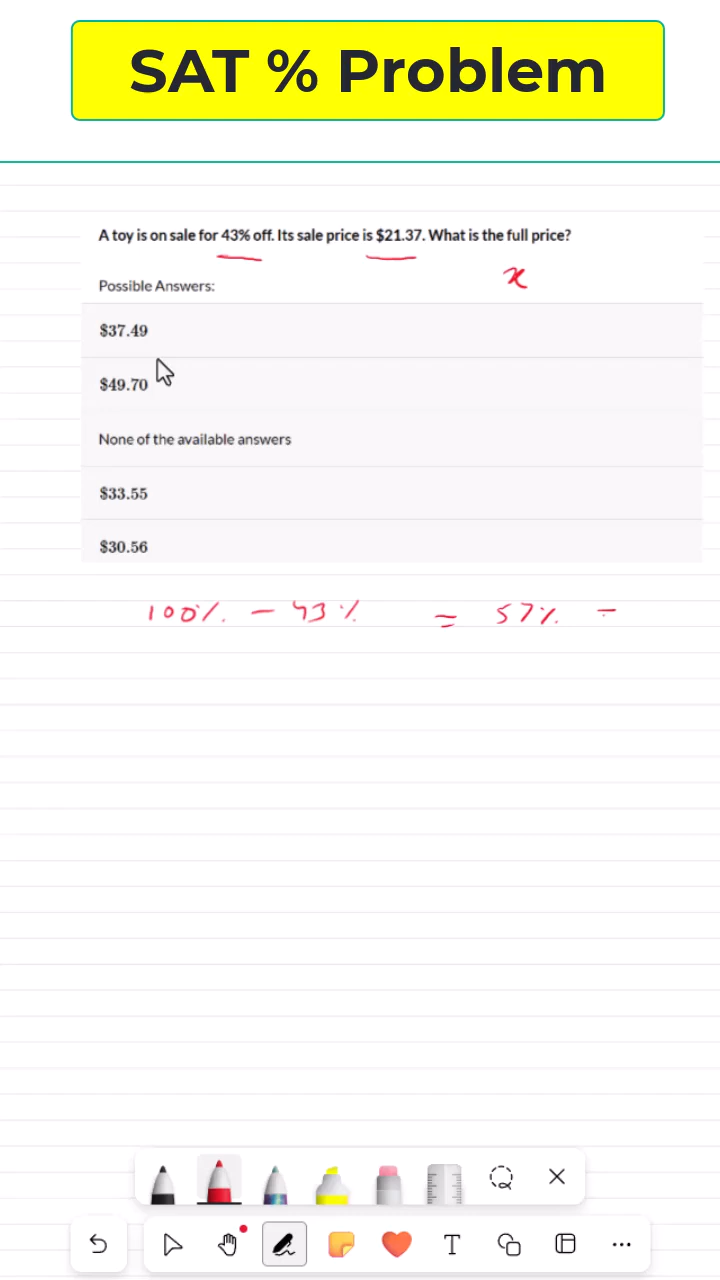 SAT % Problem
A toy is on sale for 43% off. Its sale price is $21.37. What is the full price?
x
Possible Answers:
$37.49
$49.70
None of the available answers
$33.55
$30.56
100% - 43% = 57% =
T